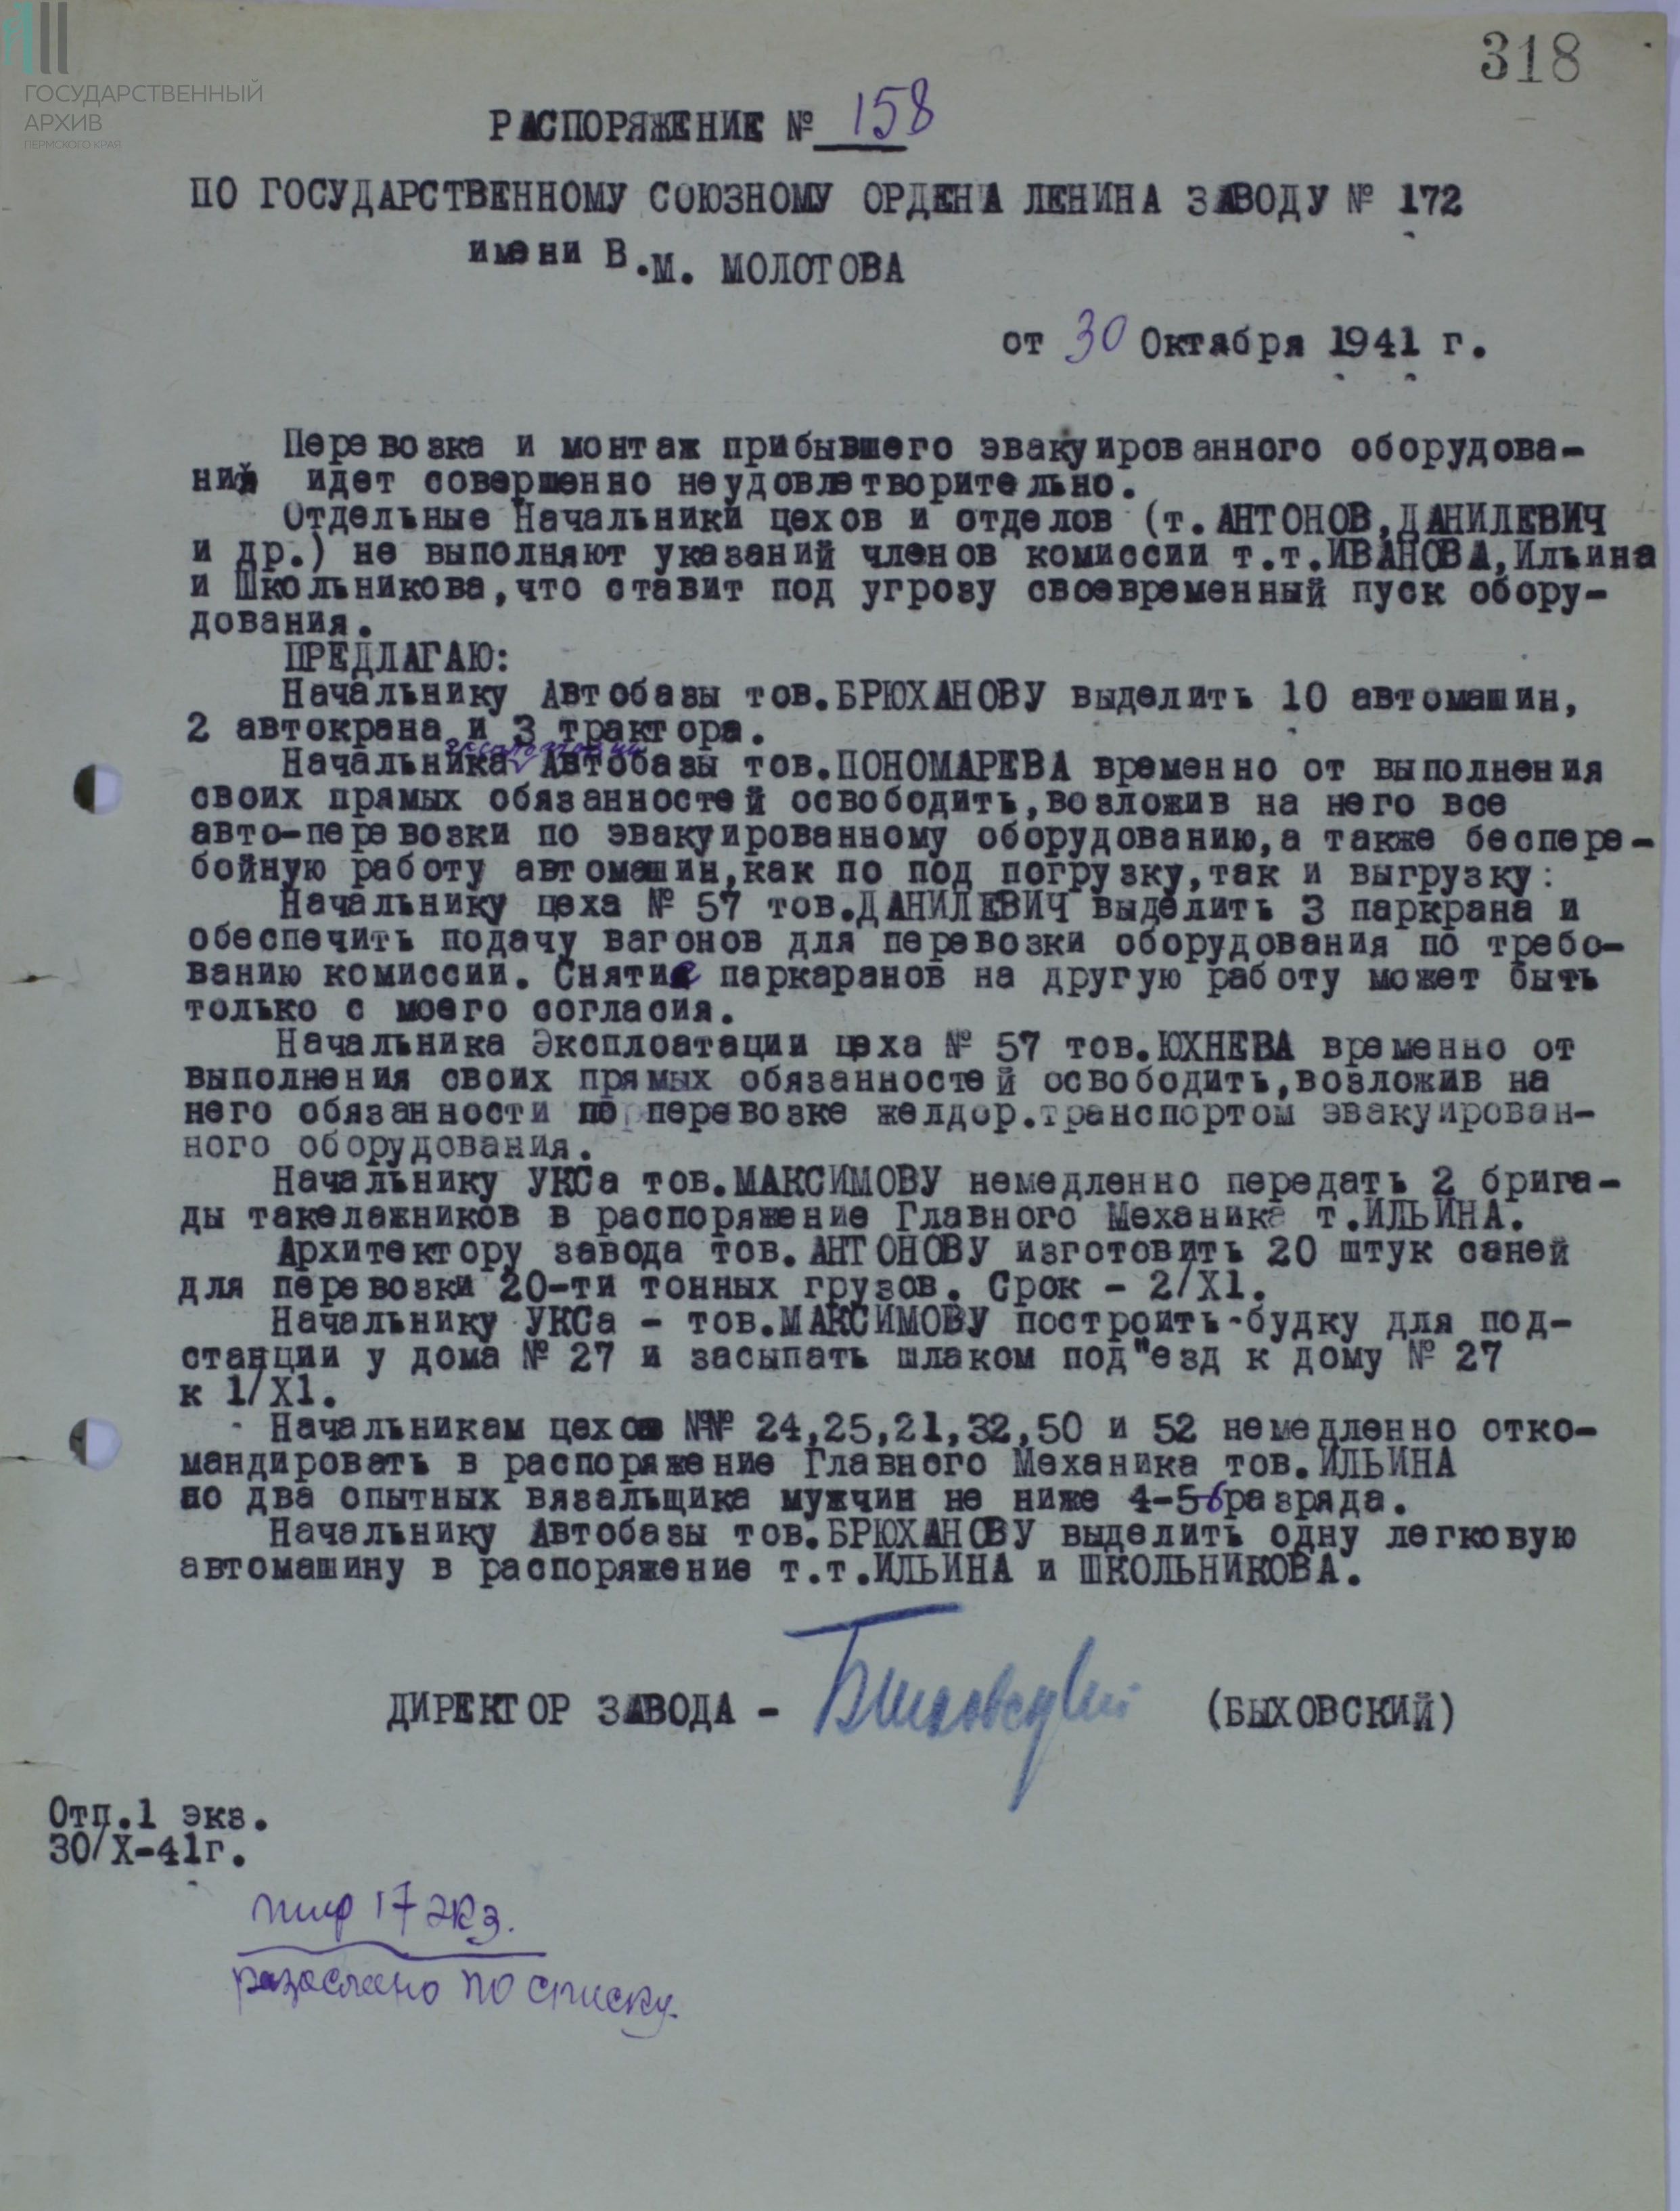 ГОСУДАРСТВЕННЫЙ
АРХИВ
ПЕРМСКОГО КРАЯ
318
РАСПОРЯЖЕНИЕ № 158
ПО ГОСУДАРСТВЕННОМУ СОЮЗНОМУ ОРДЕНА ЛЕНИНА ЗАВОДУ № 172
имени В.М. МОЛОТОВА
от 30 Октября 1941 г.
Перевозка и монтаж прибывшего эвакуированного оборудова-
ний идет совершенно неудовлетворительно.
Отдельные Начальники цехов и отделов (т.АНТОНОВ,ДАНИЛЕВИЧ
и др.) не выполняют указаний членов комиссии т.т.ИВАНОВА,Ильина
и Школьникова,что ставит под угрозу своевременный пуск обору-
дования.
ПРЕДЛАГАЮ:
Начальнику Автобазы тов.БРЮХАНОВУ выделить 10 автомашин,
2 автокрана и 3 трактора.
эксплоатации
Начальника Автобазы тов.ПОНОМАРЕВА временно от выполнения
своих прямых обязанностей освободить,возложив на него все
авто-перевозки по эвакуированному оборудованию,а также беспере-
бойную работу автомашин,как по под погрузку,так и выгрузку:
Начальнику цеха № 57 тов.ДАНИЛЕВИЧ выделить 3 паркрана и
обеспечить подачу вагонов для перевозки оборудования по требо-
ванию комиссии. Снятие паркаранов на другую работу может быть
только с моего согласия.
Начальника Эксплоатации цеха № 57 тов.ЮХНЕВА временно от
выполнения своих прямых обязанностей освободить,возложив на
него обязанности по перевозке желдор.транспортом эвакуирован-
ного оборудования.
Начальнику УКСа тов.МАКСИМОВУ немедленно передать 2 брига-
ды такелажников в распоряжение Главного Механика т.ИЛЬИНА.
Архитектору завода тов.АНТОНОВУ изготовить 20 штук саней
для перевозки 20-ти тонных грузов. Срок - 2/X1.
Начальнику УКСа - тов.МАКСИМОВУ построить-будку для под-
станции у дома № 27 и засыпать шлаком под"езд к дому № 27
к 1/X1.
Начальникам цехов №№ 24,25,21,32,50 и 52 немедленно отко-
мандировать в распоряжение Главного Механика тов.ИЛЬИНА
по два опытных вязальщика мужчин не ниже 4-5 6 разряда.
Начальнику Автобазы тов.БРЮХАНОВУ выделить одну легковую
автомашину в распоряжение т.т.ИЛЬИНА и ШКОЛЬНИКОВА.
ДИРЕКТОР ЗАВОДА - Быховский (БЫХОВСКИЙ)
Отп.1 экз.
30/X-41г.
17 экз.
разослано по списку.